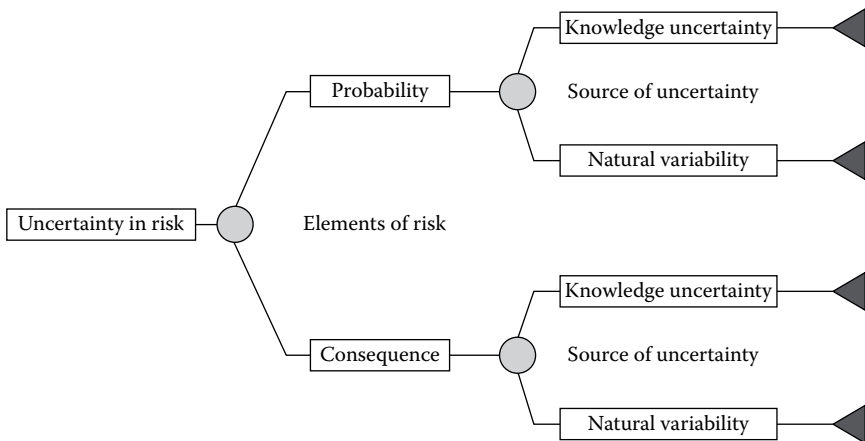 Knowledge uncertainty
Probability
Source of uncertainty
Natural variability
Uncertainty in risk
Elements of risk
Knowledge uncertainty
Consequence
Source of uncertainty
Natural variability